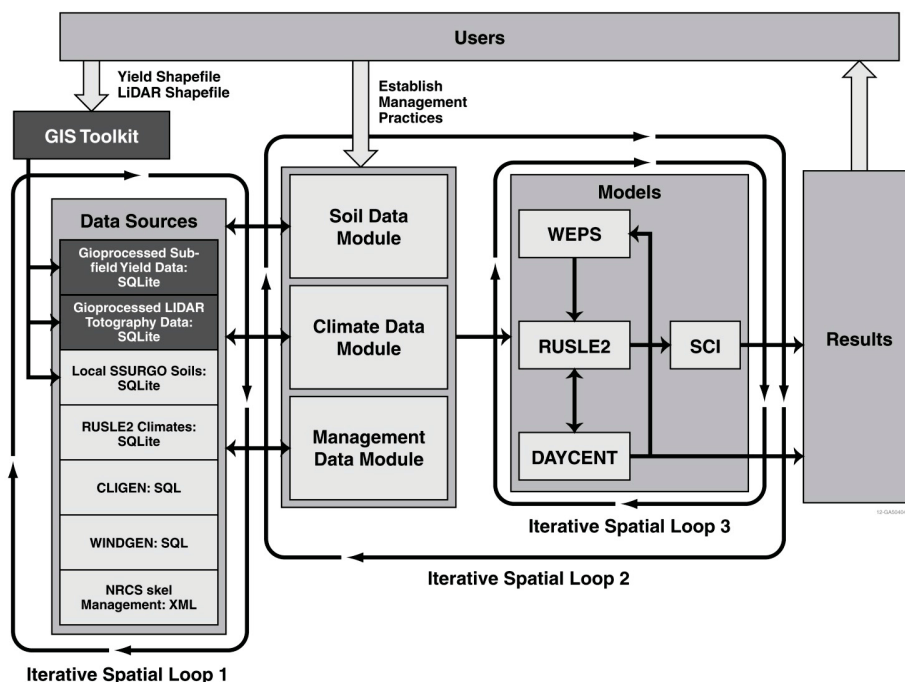 Users
Yield Shapefile
LiDAR Shapefile
Establish
Management
Practices
GIS Toolkit
Data Sources
Gioprocessed Sub-
field Yield Data:
SQLite
Gioprocessed LIDAR
Totography Data:
SQLite
Local SSURGO Soils:
SQLite
RUSLE2 Climates:
SQLite
CLIGEN: SQL
WINDGEN: SQL
NRCS skel
Management: XML
Iterative Spatial Loop 1
Soil Data
Module
Climate Data
Module
Management
Data Module
Models
WEPS
RUSLE2
SCI
DAYCENT
Iterative Spatial Loop 3
Iterative Spatial Loop 2
Results